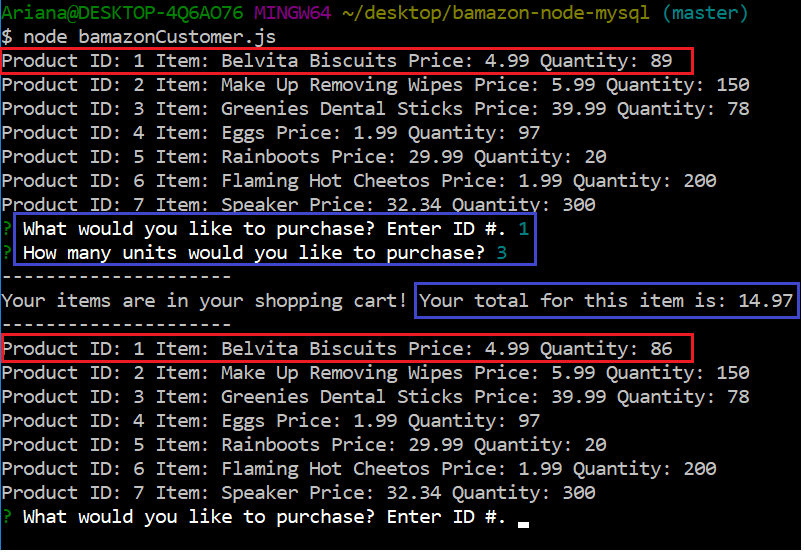 Ariana@DESKTOP-4Q6AO76 MINGW64 ~/desktop/bamazon-node-mysql (master)
$ node bamazonCustomer.js
Product ID: 1 Item: Belvita Biscuits Price: 4.99 Quantity: 89
Product ID: 2 Item: Make Up Removing Wipes Price: 5.99 Quantity: 150
Product ID: 3 Item: Greenies Dental Sticks Price: 39.99 Quantity: 78
Product ID: 4 Item: Eggs Price: 1.99 Quantity: 97
Product ID: 5 Item: Rainboots Price: 29.99 Quantity: 20
Product ID: 6 Item: Flaming Hot Cheetos Price: 1.99 Quantity: 200
Product ID: 7 Item: Speaker Price: 32.34 Quantity: 300
? What would you like to purchase? Enter ID #. 1
? How many units would you like to purchase? 3
---------------------
Your items are in your shopping cart! Your total for this item is: 14.97
---------------------
Product ID: 1 Item: Belvita Biscuits Price: 4.99 Quantity: 86
Product ID: 2 Item: Make Up Removing Wipes Price: 5.99 Quantity: 150
Product ID: 3 Item: Greenies Dental Sticks Price: 39.99 Quantity: 78
Product ID: 4 Item: Eggs Price: 1.99 Quantity: 97
Product ID: 5 Item: Rainboots Price: 29.99 Quantity: 20
Product ID: 6 Item: Flaming Hot Cheetos Price: 1.99 Quantity: 200
Product ID: 7 Item: Speaker Price: 32.34 Quantity: 300
? What would you like to purchase? Enter ID #.